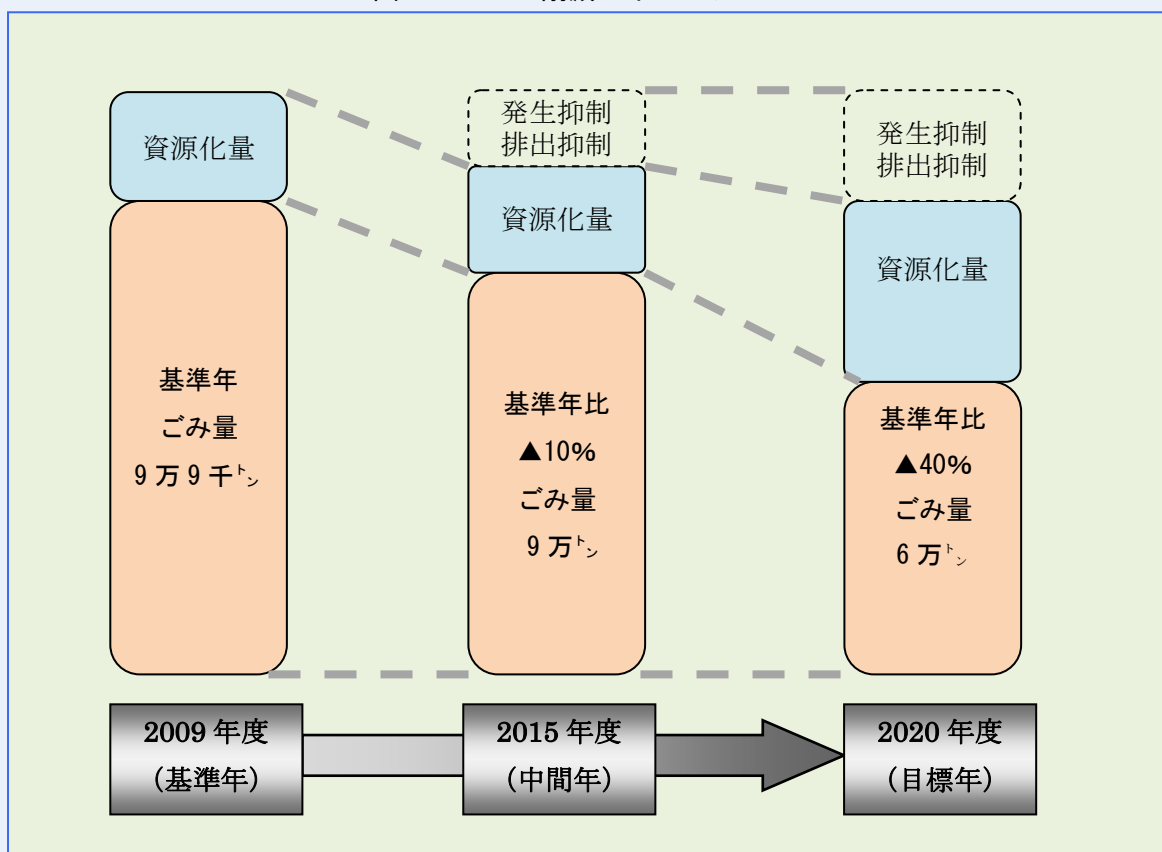 資源化量
基準年
ごみ量
9万9千トン
発生抑制
排出抑制
資源化量
基準年比
▲10%
ごみ量
9万トン
発生抑制
排出抑制
資源化量
基準年比
▲40%
ごみ量
6万トン
2009年度
(基準年)
2015年度
(中間年)
2020年度
(目標年)